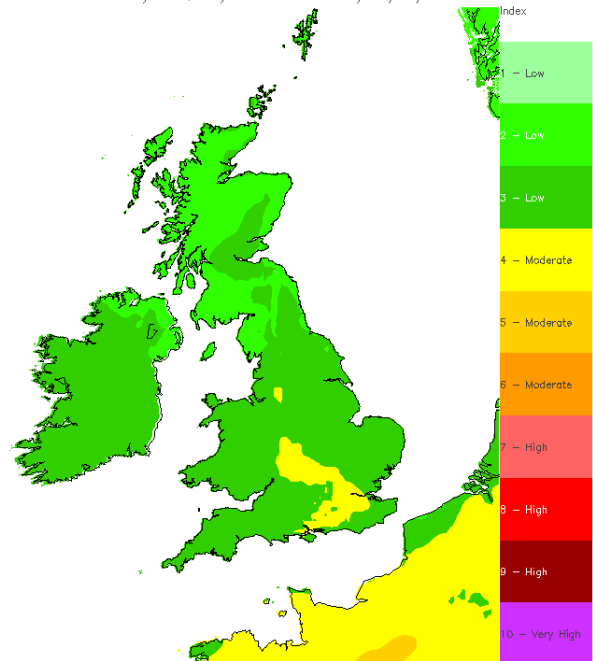 Index
1 – Low
2 – Low
3 – Low
4 – Moderate
5 – Moderate
6 – Moderate
7 – High
8 – High
9 – High
10 – Very High